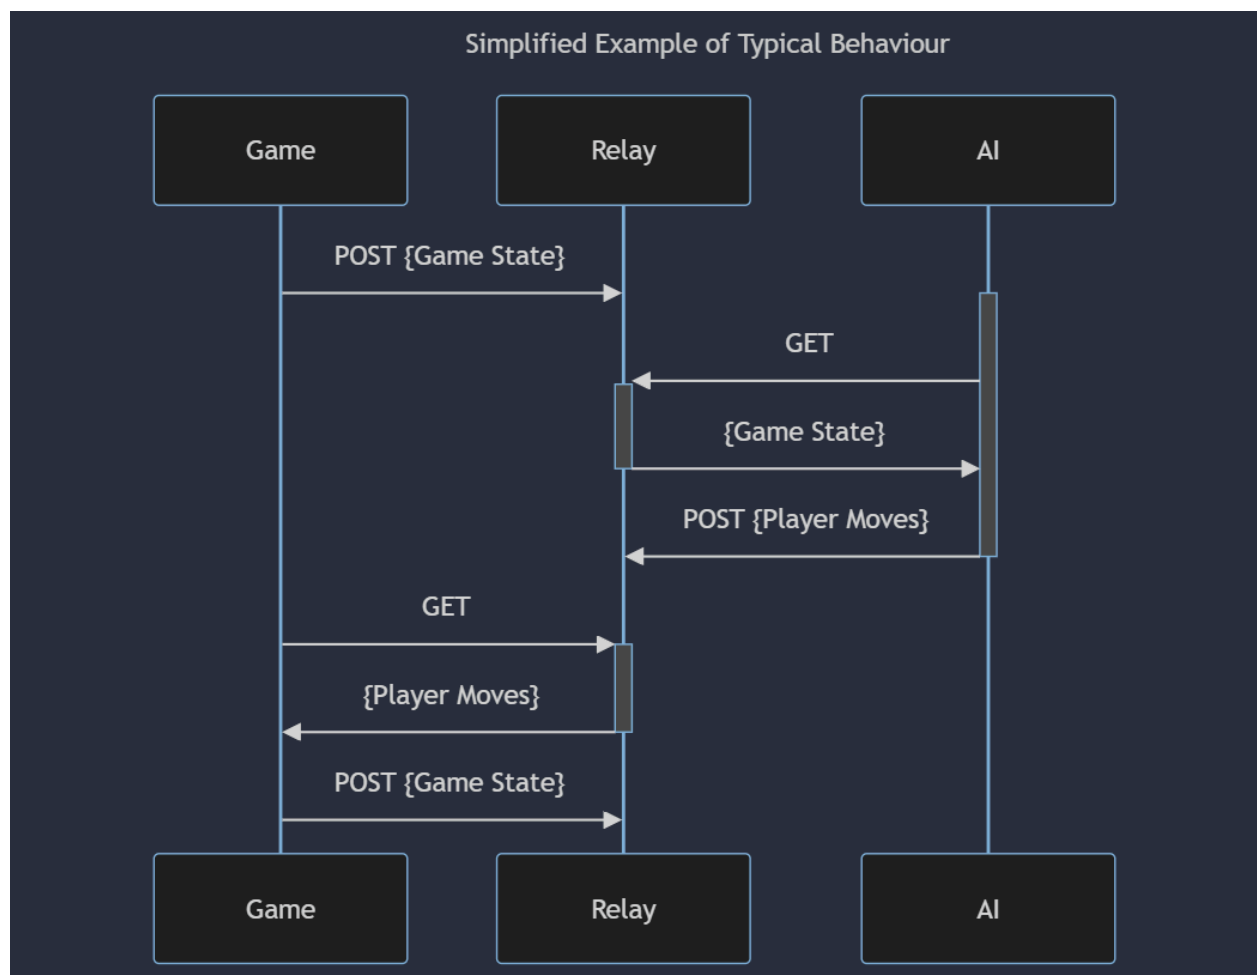 Simplified Example of Typical Behaviour
Game
Relay
AI
POST {Game State}
GET
{Game State}
POST {Player Moves}
GET
{Player Moves}
POST {Game State}
Game
Relay
AI